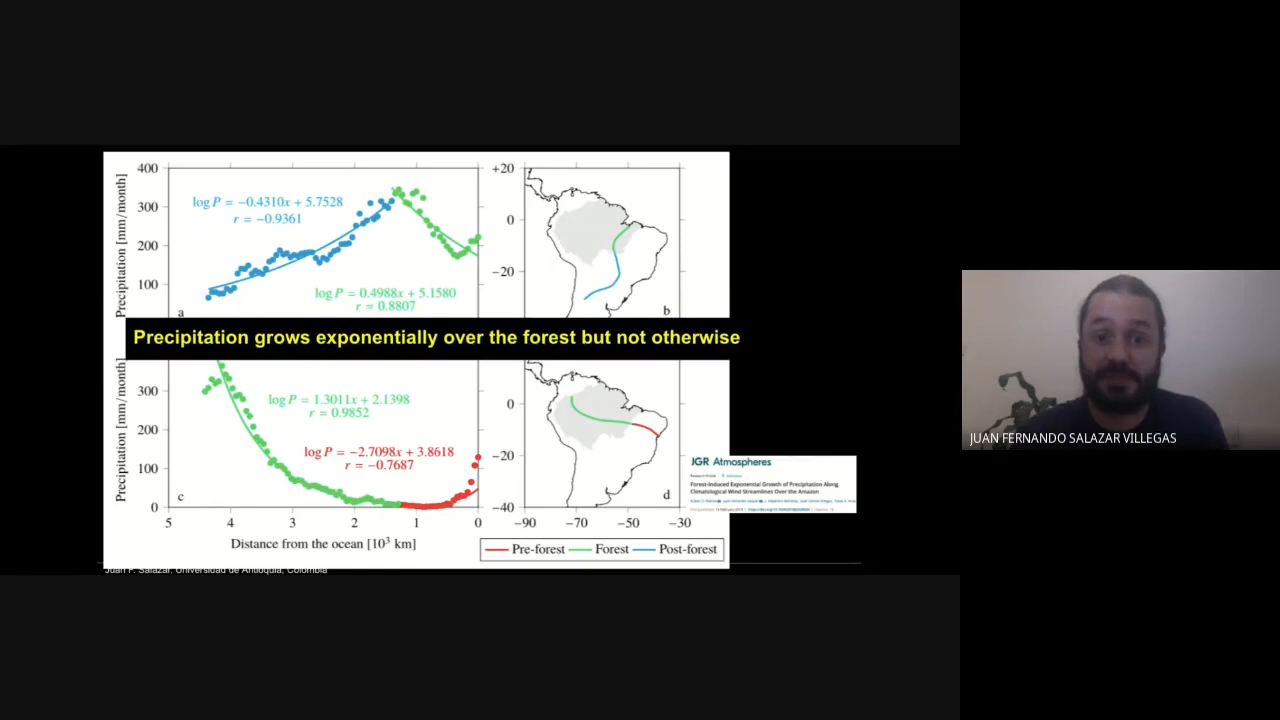 400
300
200
100
Precipitation [mm/month]
log P = −0.4310x + 5.7528
r = −0.9361
log P = 0.4988x + 5.1580
r = 0.8807
a
+20
0
−20
b
Precipitation grows exponentially over the forest but not otherwise
300
200
100
0
Precipitation [mm/month]
log P = 1.3011x + 2.1398
r = 0.9852
log P = −2.7098x + 3.8618
r = −0.7687
c
5 4 3 2 1 0
Distance from the ocean [10³ km]
0
−20
−40
d
−90 −70 −50 −30
Pre-forest Forest Post-forest
JGR Atmospheres
Forest-Induced Exponential Growth of Precipitation Along
Climatological Wind Streamlines Over the Amazon
Juan F. Salazar, Universidad de Antioquia, Colombia
JUAN FERNANDO SALAZAR VILLEGAS